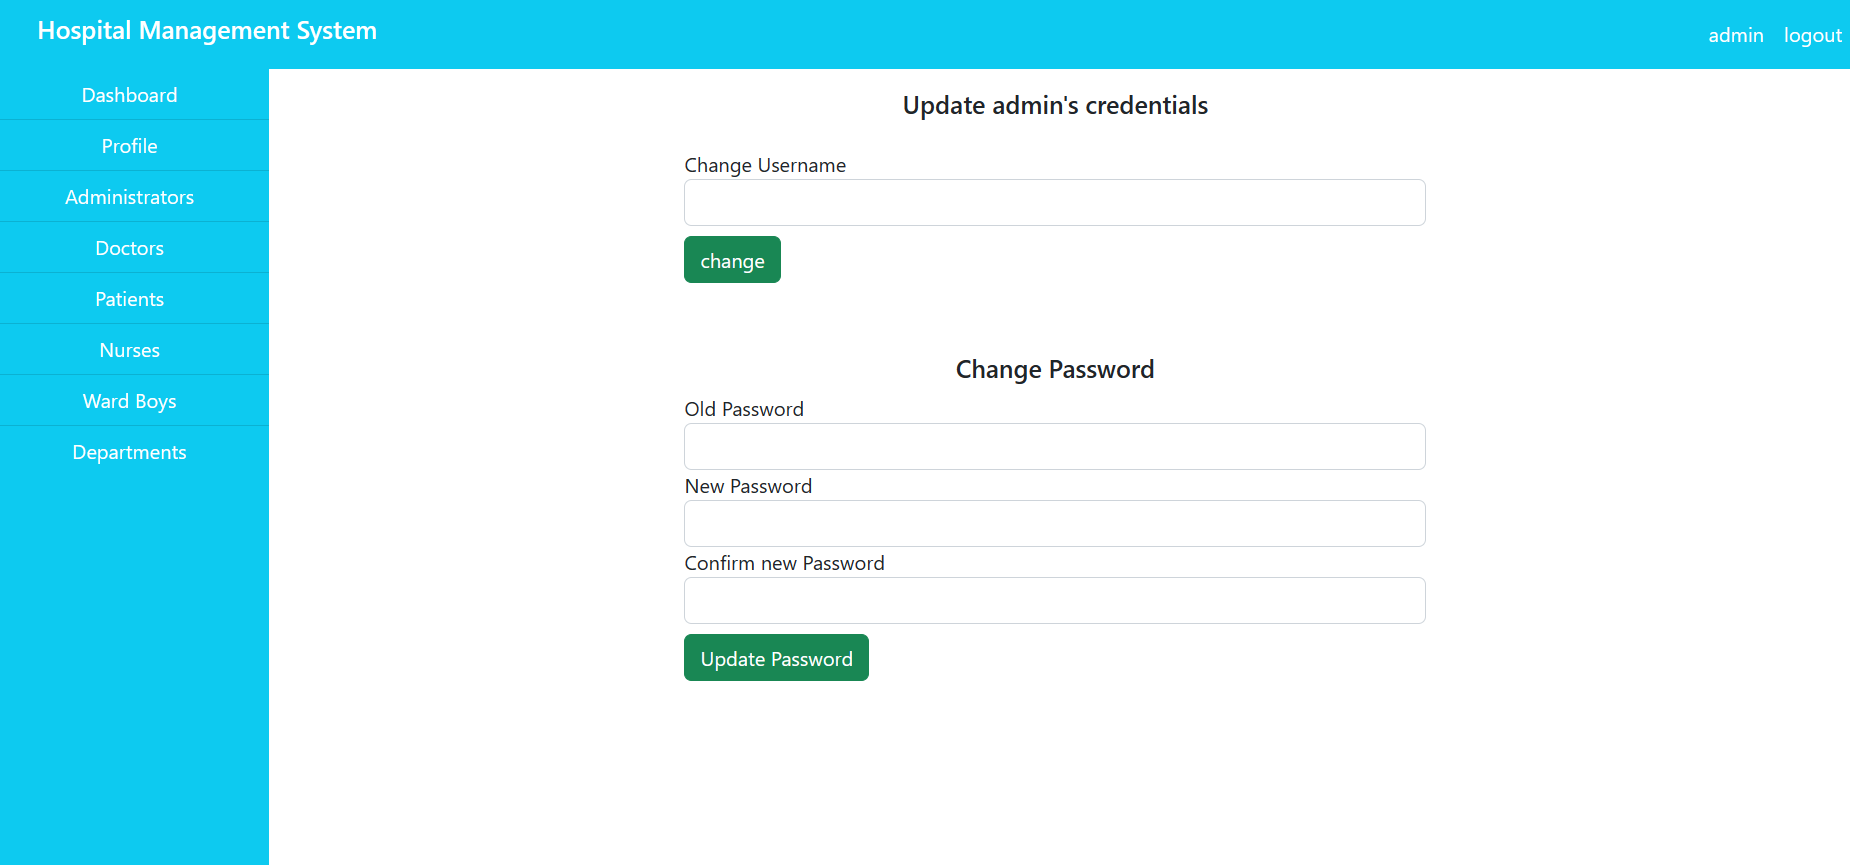 Hospital Management System
admin logout
Dashboard
Profile
Administrators
Doctors
Patients
Nurses
Ward Boys
Departments
Update admin's credentials
Change Username
change
Change Password
Old Password
New Password
Confirm new Password
Update Password